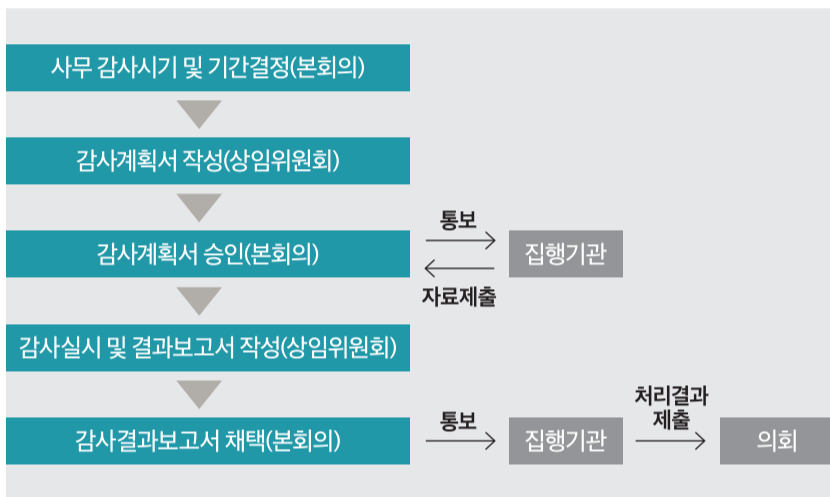 사무 감사시기 및 기간결정(본회의)
감사계획서 작성(상임위원회)
감사계획서 승인(본회의)
통보
집행기관
자료제출
감사실시 및 결과보고서 작성(상임위원회)
감사결과보고서 채택(본회의)
통보
집행기관
처리결과
제출
의회